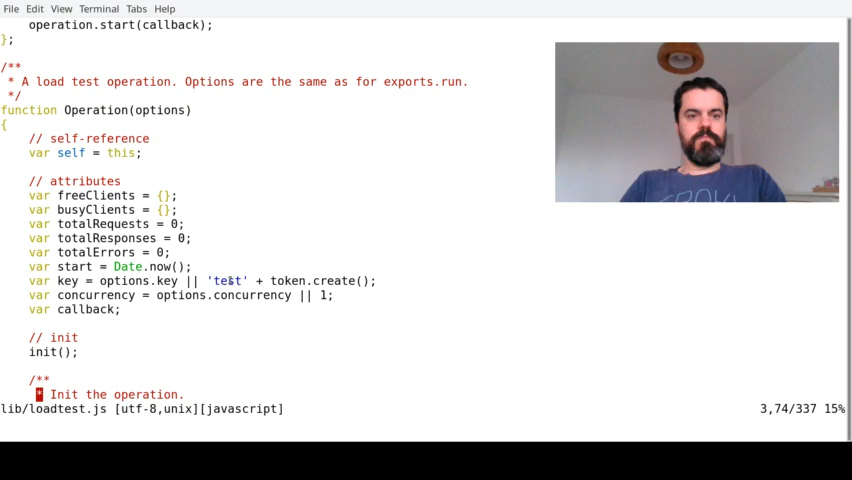 File Edit View Terminal Tabs Help
operation.start(callback);
};
/**
* A load test operation. Options are the same as for exports.run.
*/
function Operation(options)
{
// self-reference
var self = this;
// attributes
var freeClients = {};
var busyClients = {};
var totalRequests = 0;
var totalResponses = 0;
var totalErrors = 0;
var start = Date.now();
var key = options.key || 'test' + token.create();
var concurrency = options.concurrency || 1;
var callback;
// init
init();
/**
* Init the operation.
lib/loadtest.js [utf-8,unix][javascript] 3,74/337 15%